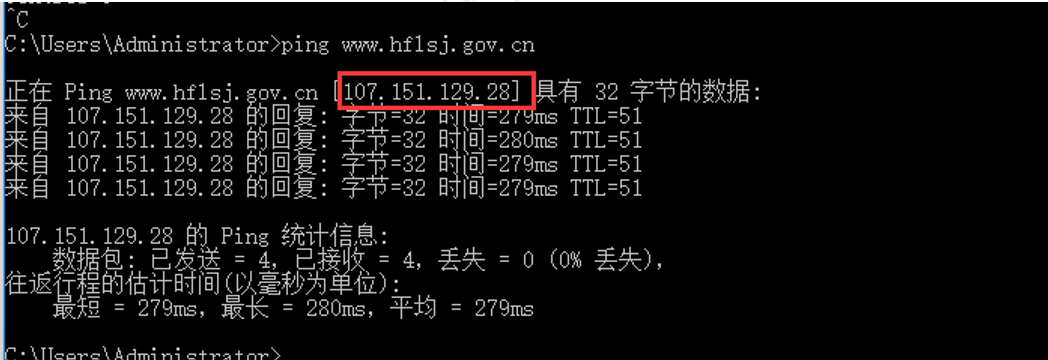 ^C
C:\Users\Administrator>ping www.hflsj.gov.cn
正在 Ping www.hflsj.gov.cn [107.151.129.28] 具有 32 字节的数据:
来自 107.151.129.28 的回复: 字节=32 时间=279ms TTL=51
来自 107.151.129.28 的回复: 字节=32 时间=280ms TTL=51
来自 107.151.129.28 的回复: 字节=32 时间=279ms TTL=51
来自 107.151.129.28 的回复: 字节=32 时间=279ms TTL=51
107.151.129.28 的 Ping 统计信息:
数据包: 已发送 = 4, 已接收 = 4, 丢失 = 0 (0% 丢失),
往返行程的估计时间(以毫秒为单位):
最短 = 279ms, 最长 = 280ms, 平均 = 279ms
C:\Users\Administrator>